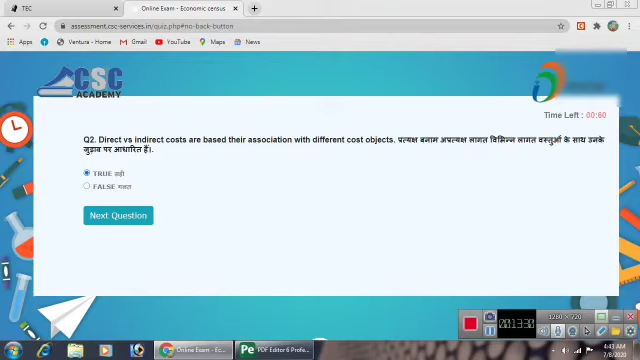 TEC
Online Exam - Economic census
assessment.csc-services.in/quiz.php#no-back-button
Apps
Ventura - Home
Gmail
YouTube
Maps
News
CSC
ACADEMY
Time Left : 00:60
Q2. Direct vs indirect costs are based their association with different cost objects. प्रत्यक्ष बनाम अप्रत्यक्ष लागत विभिन्न लागत वस्तुओं के साथ उनके
जुड़ाव पर आधारित हैं।
TRUE सही
FALSE गलत
Next Question
1280 × 720
Online Exam - Ec...
PDF Editor 6 Profe...
4:43 AM
7/8/2020